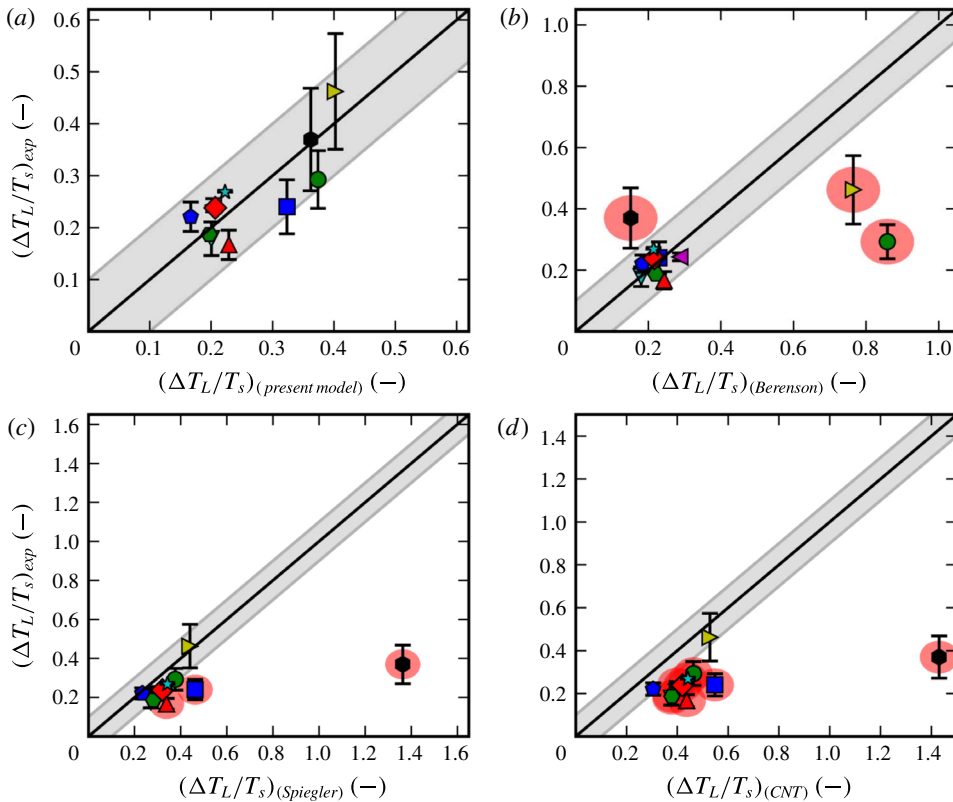 (a)
0.6
0.5
0.4
0.3
0.2
0.1
0
0.1 0.2 0.3 0.4 0.5 0.6
(ΔT_L/T_s)_exp (—)
(ΔT_L/T_s)_(present model) (—)
(b)
1.0
0.8
0.6
0.4
0.2
0
0.2 0.4 0.6 0.8 1.0
(ΔT_L/T_s)_(Berenson) (—)
(c)
1.6
1.4
1.2
1.0
0.8
0.6
0.4
0.2
0
0.2 0.4 0.6 0.8 1.0 1.2 1.4 1.6
((ΔT_L/T_s)_exp (—)
(ΔT_L/T_s)_(Spiegler) (—)
(d)
1.4
1.2
1.0
0.8
0.6
0.4
0.2
0
0.2 0.4 0.6 0.8 1.0 1.2 1.4
(ΔT_L/T_s)_(CNT) (—)